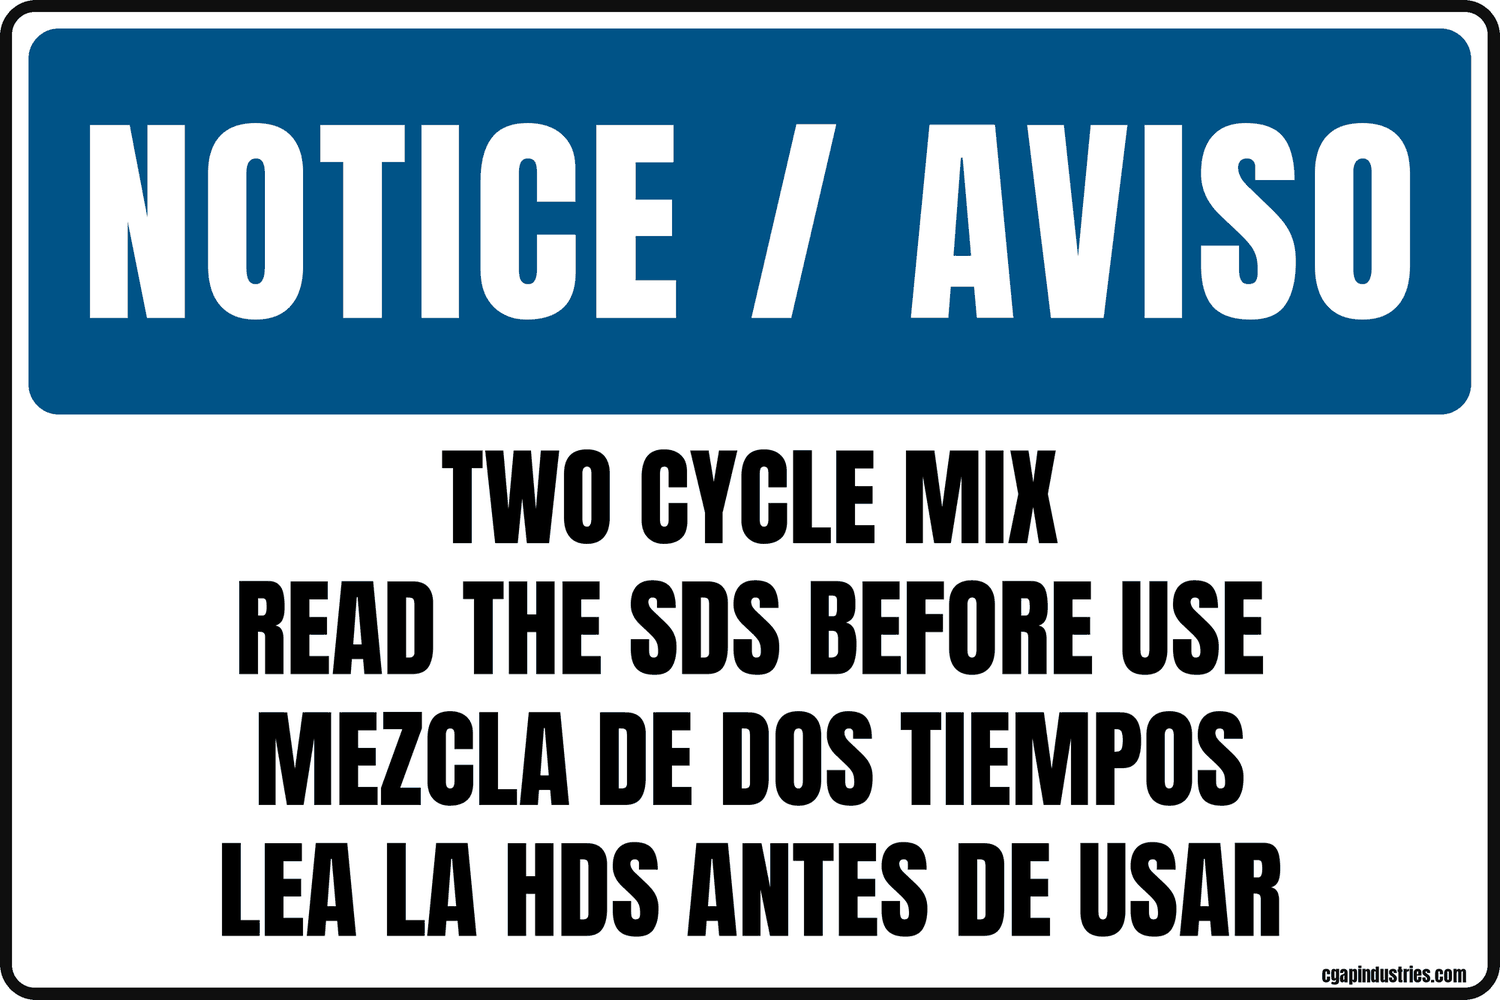 NOTICE / AVISO
TWO CYCLE MIX
READ THE SDS BEFORE USE
MEZCLA DE DOS TIEMPOS
LEA LA HDS ANTES DE USAR
cgapindustries.com